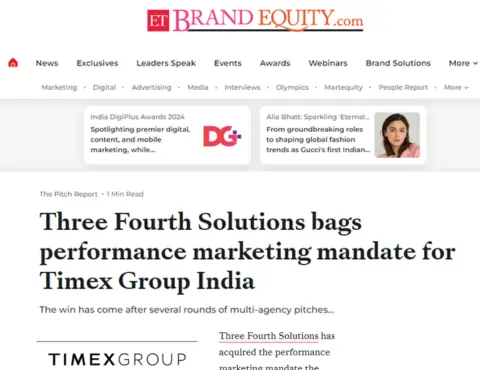 ET BRAND EQUITY.com
News Exclusives Leaders Speak Events Awards Webinars Brand Solutions More
Marketing • Digital • Advertising • Media • Interviews • Olympics • Martequity • People Report • More
India DigiPlus Awards 2024
Spotlighting premier digital,
content, and mobile
marketing, while...
DG+
Alia Bhatt: Sparkling 'Eternal...
From groundbreaking roles
to shaping global fashion
trends as Gucci's first Indian...
The Pitch Report • 1 Min Read
Three Fourth Solutions bags
performance marketing mandate for
Timex Group India
The win has come after several rounds of multi-agency pitches...
TIMEXGROUP
Three Fourth Solutions has
acquired the performance
marketing mandate the